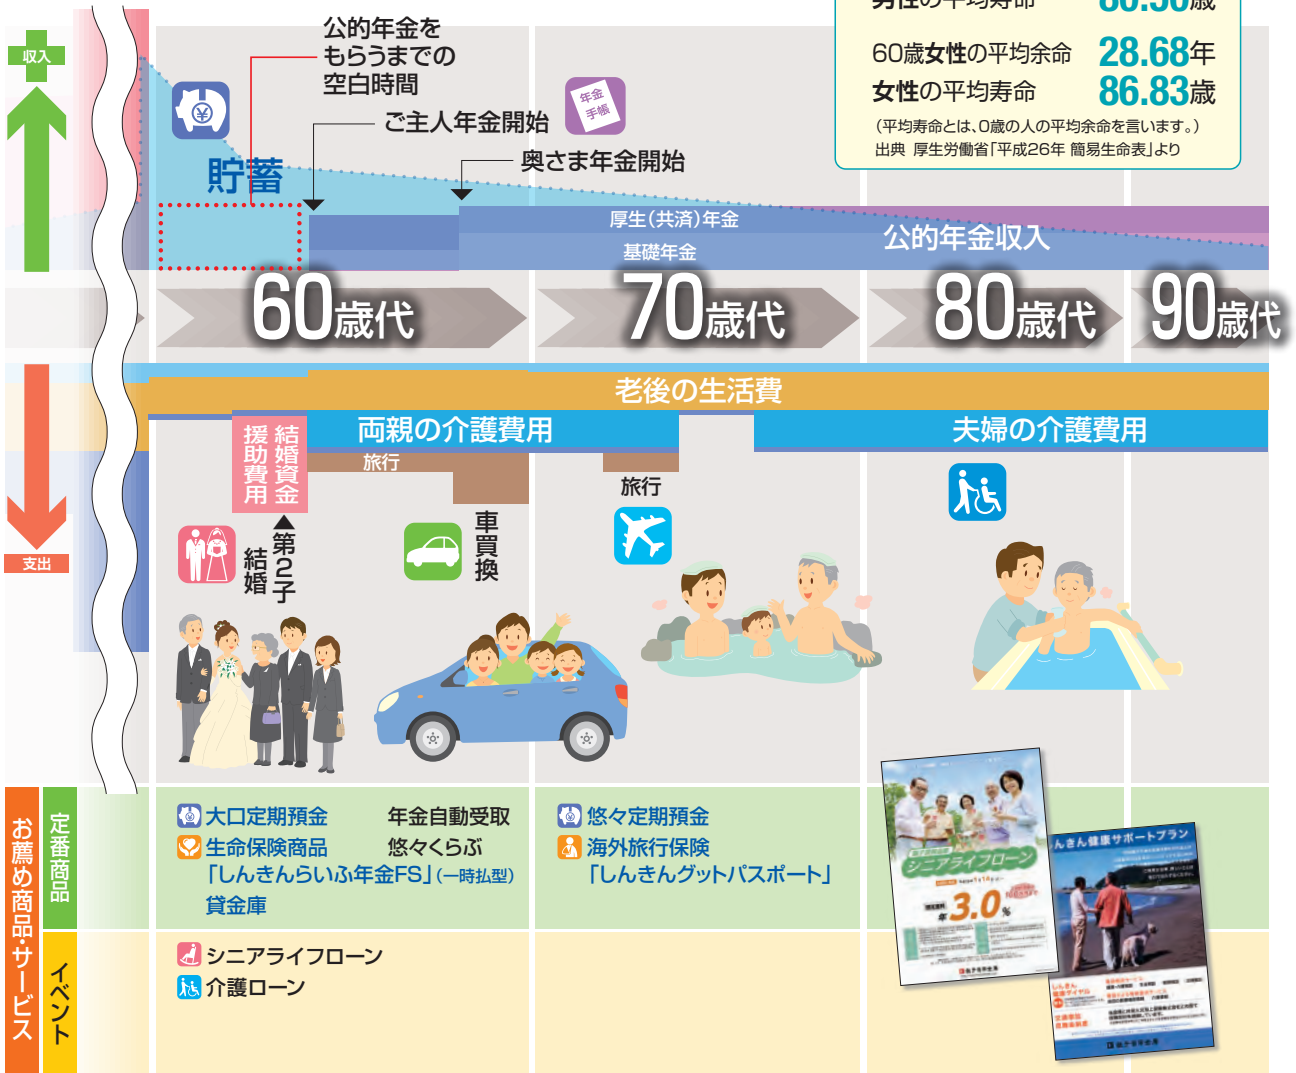 男性の平均寿命 80.50歳
60歳女性の平均余命 28.68年
女性の平均寿命 86.83歳
(平均寿命とは、0歳の人の平均余命を言います。)
出典 厚生労働省「平成26年 簡易生命表」より
収入
公的年金を
もらうまでの
空白時間
年金
手帳
ご主人年金開始
奥さま年金開始
貯蓄
厚生(共済)年金
基礎年金
公的年金収入
60歳代
70歳代
80歳代
90歳代
老後の生活費
両親の介護費用
夫婦の介護費用
結婚資金
援助費用
旅行
旅行
▲第2子
結婚
車買換
支出
お薦め商品・サービス
定番商品
大口定期預金
生命保険商品
「しんきんらいふ年金FS」(一時払型)
貸金庫
年金自動受取
悠々くらぶ
悠々定期預金
海外旅行保険
「しんきんグットパスポート」
イベント
シニアライフローン
介護ローン
シニアライフローン
年3.0%
しんきん健康サポートプラン